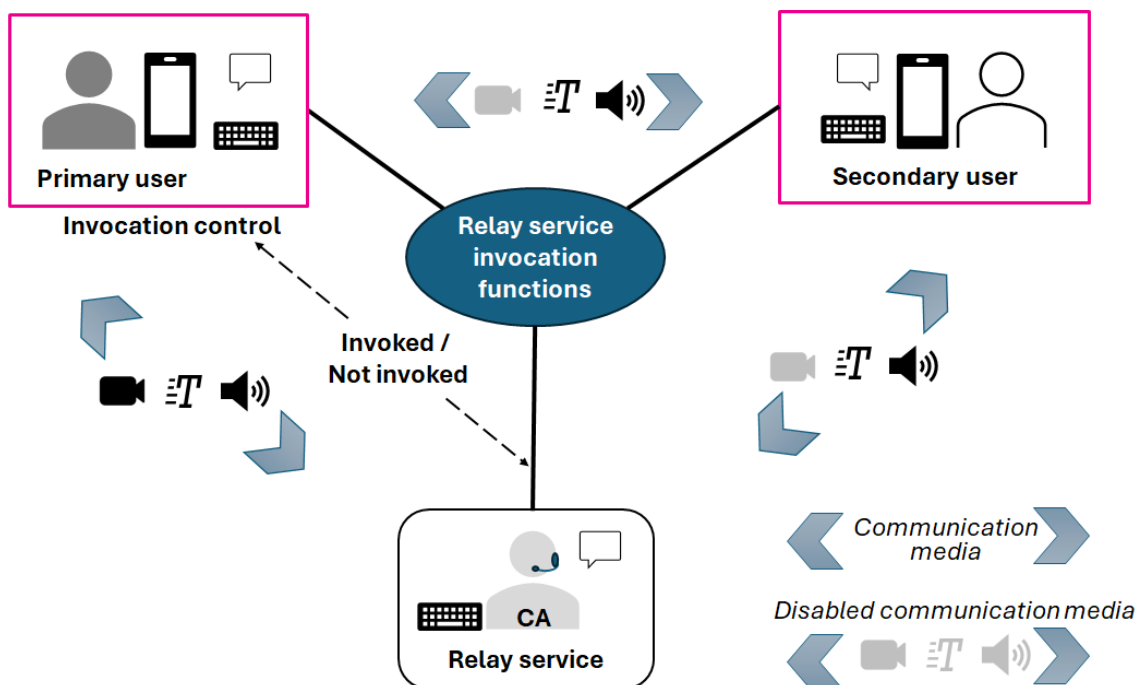 Primary user
Secondary user
Invocation control
Relay service
invocation
functions
Invoked /
Not invoked
T
T
T
CA
Relay service
Communication
media
Disabled communication media
T